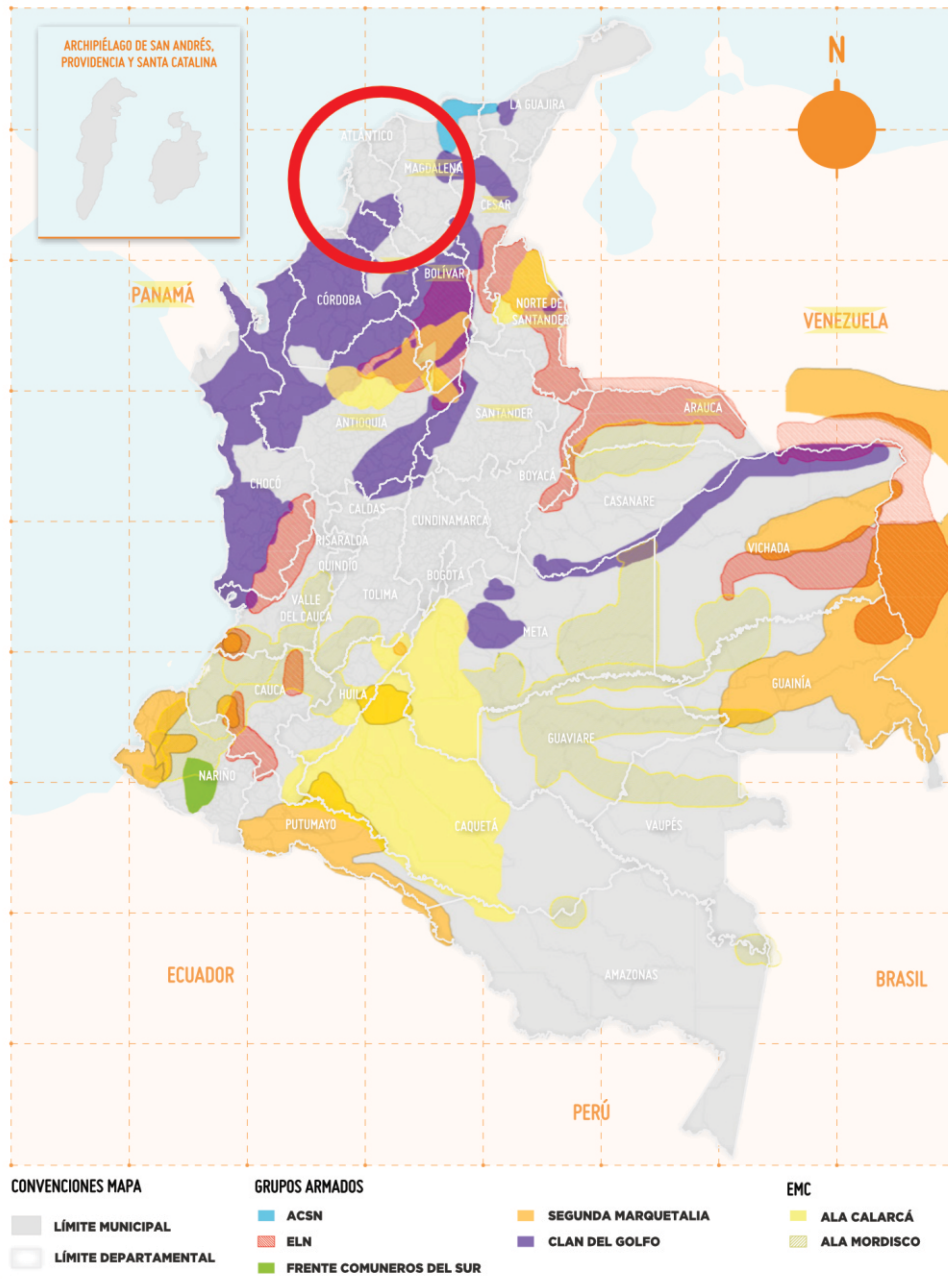 ARCHIPIÉLAGO DE SAN ANDRÉS,
PROVIDENCIA Y SANTA CATALINA
N
LA GUAJIRA
ATLÁNTICO
MAGDALENA
CESAR
BOLÍVAR
PANAMÁ
CÓRDOBA
NORTE DE
SANTANDER
VENEZUELA
ANTIOQUIA
SANTANDER
ARAUCA
BOYACÁ
CHOCÓ
CASANARE
CALDAS
CUNDINAMARCA
RISARALDA
VICHADA
QUINDÍO
BOGOTÁ
VALLE
DEL CAUCA
TOLIMA
META
CAUCA
HUILA
GUAINÍA
GUAVIARE
NARIÑO
PUTUMAYO
CAQUETÁ
VAUPÉS
ECUADOR
AMAZONAS
BRASIL
PERÚ
CONVENCIONES MAPA
LÍMITE MUNICIPAL
LÍMITE DEPARTAMENTAL
GRUPOS ARMADOS
ACSN
ELN
FRENTE COMUNEROS DEL SUR
SEGUNDA MARQUETALIA
CLAN DEL GOLFO
EMC
ALA CALARCÁ
ALA MORDISCO